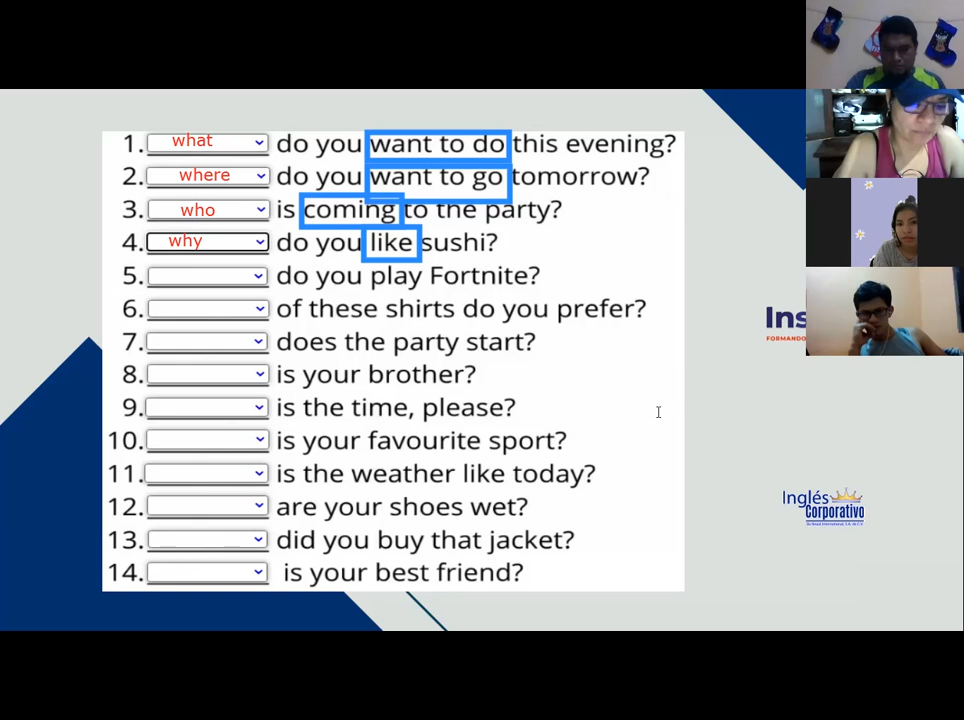 1. what do you want to do this evening?
2. where do you want to go tomorrow?
3. who is coming to the party?
4. why do you like sushi?
5. do you play Fortnite?
6. of these shirts do you prefer?
7. does the party start?
8. is your brother?
9. is the time, please?
10. is your favourite sport?
11. is the weather like today?
12. are your shoes wet?
13. did you buy that jacket?
14. is your best friend?
Ins
FORMANDO
Inglés
Corporativo